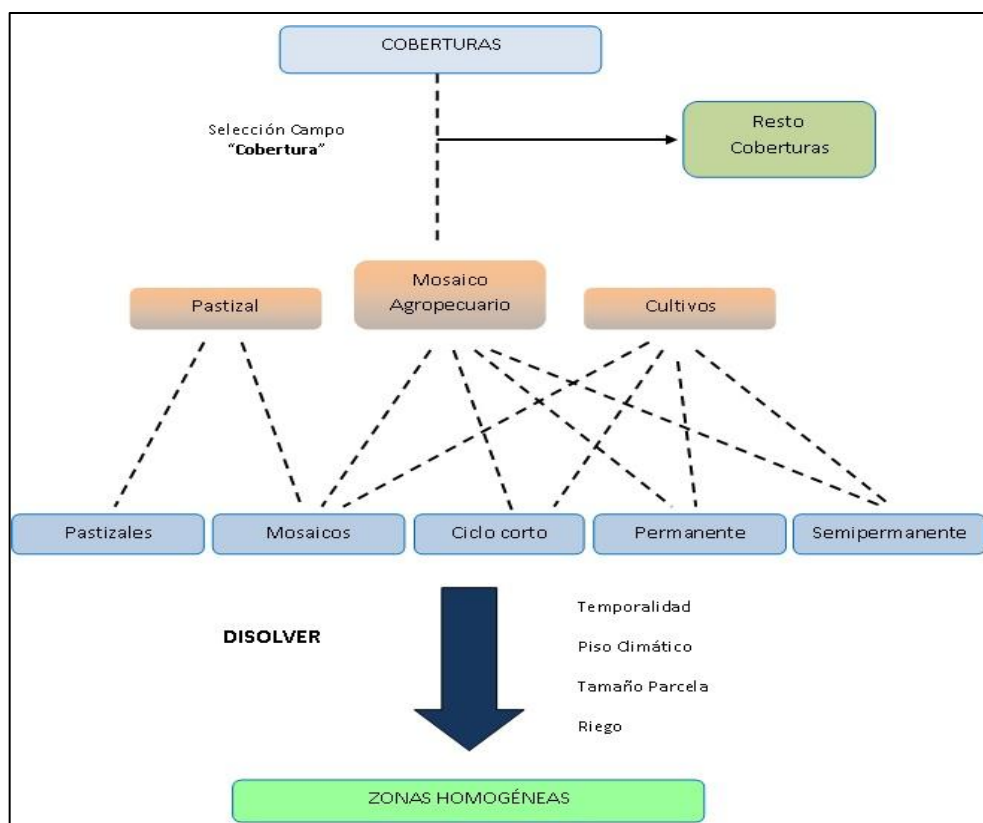 COBERTURAS
Selección Campo
“Cobertura”
Resto
Coberturas
Pastizal
Mosaico
Agropecuario
Cultivos
Pastizales
Mosaicos
Ciclo corto
Permanente
Semipermanente
DISOLVER
Temporalidad
Piso Climático
Tamaño Parcela
Riego
ZONAS HOMOGÉNEAS